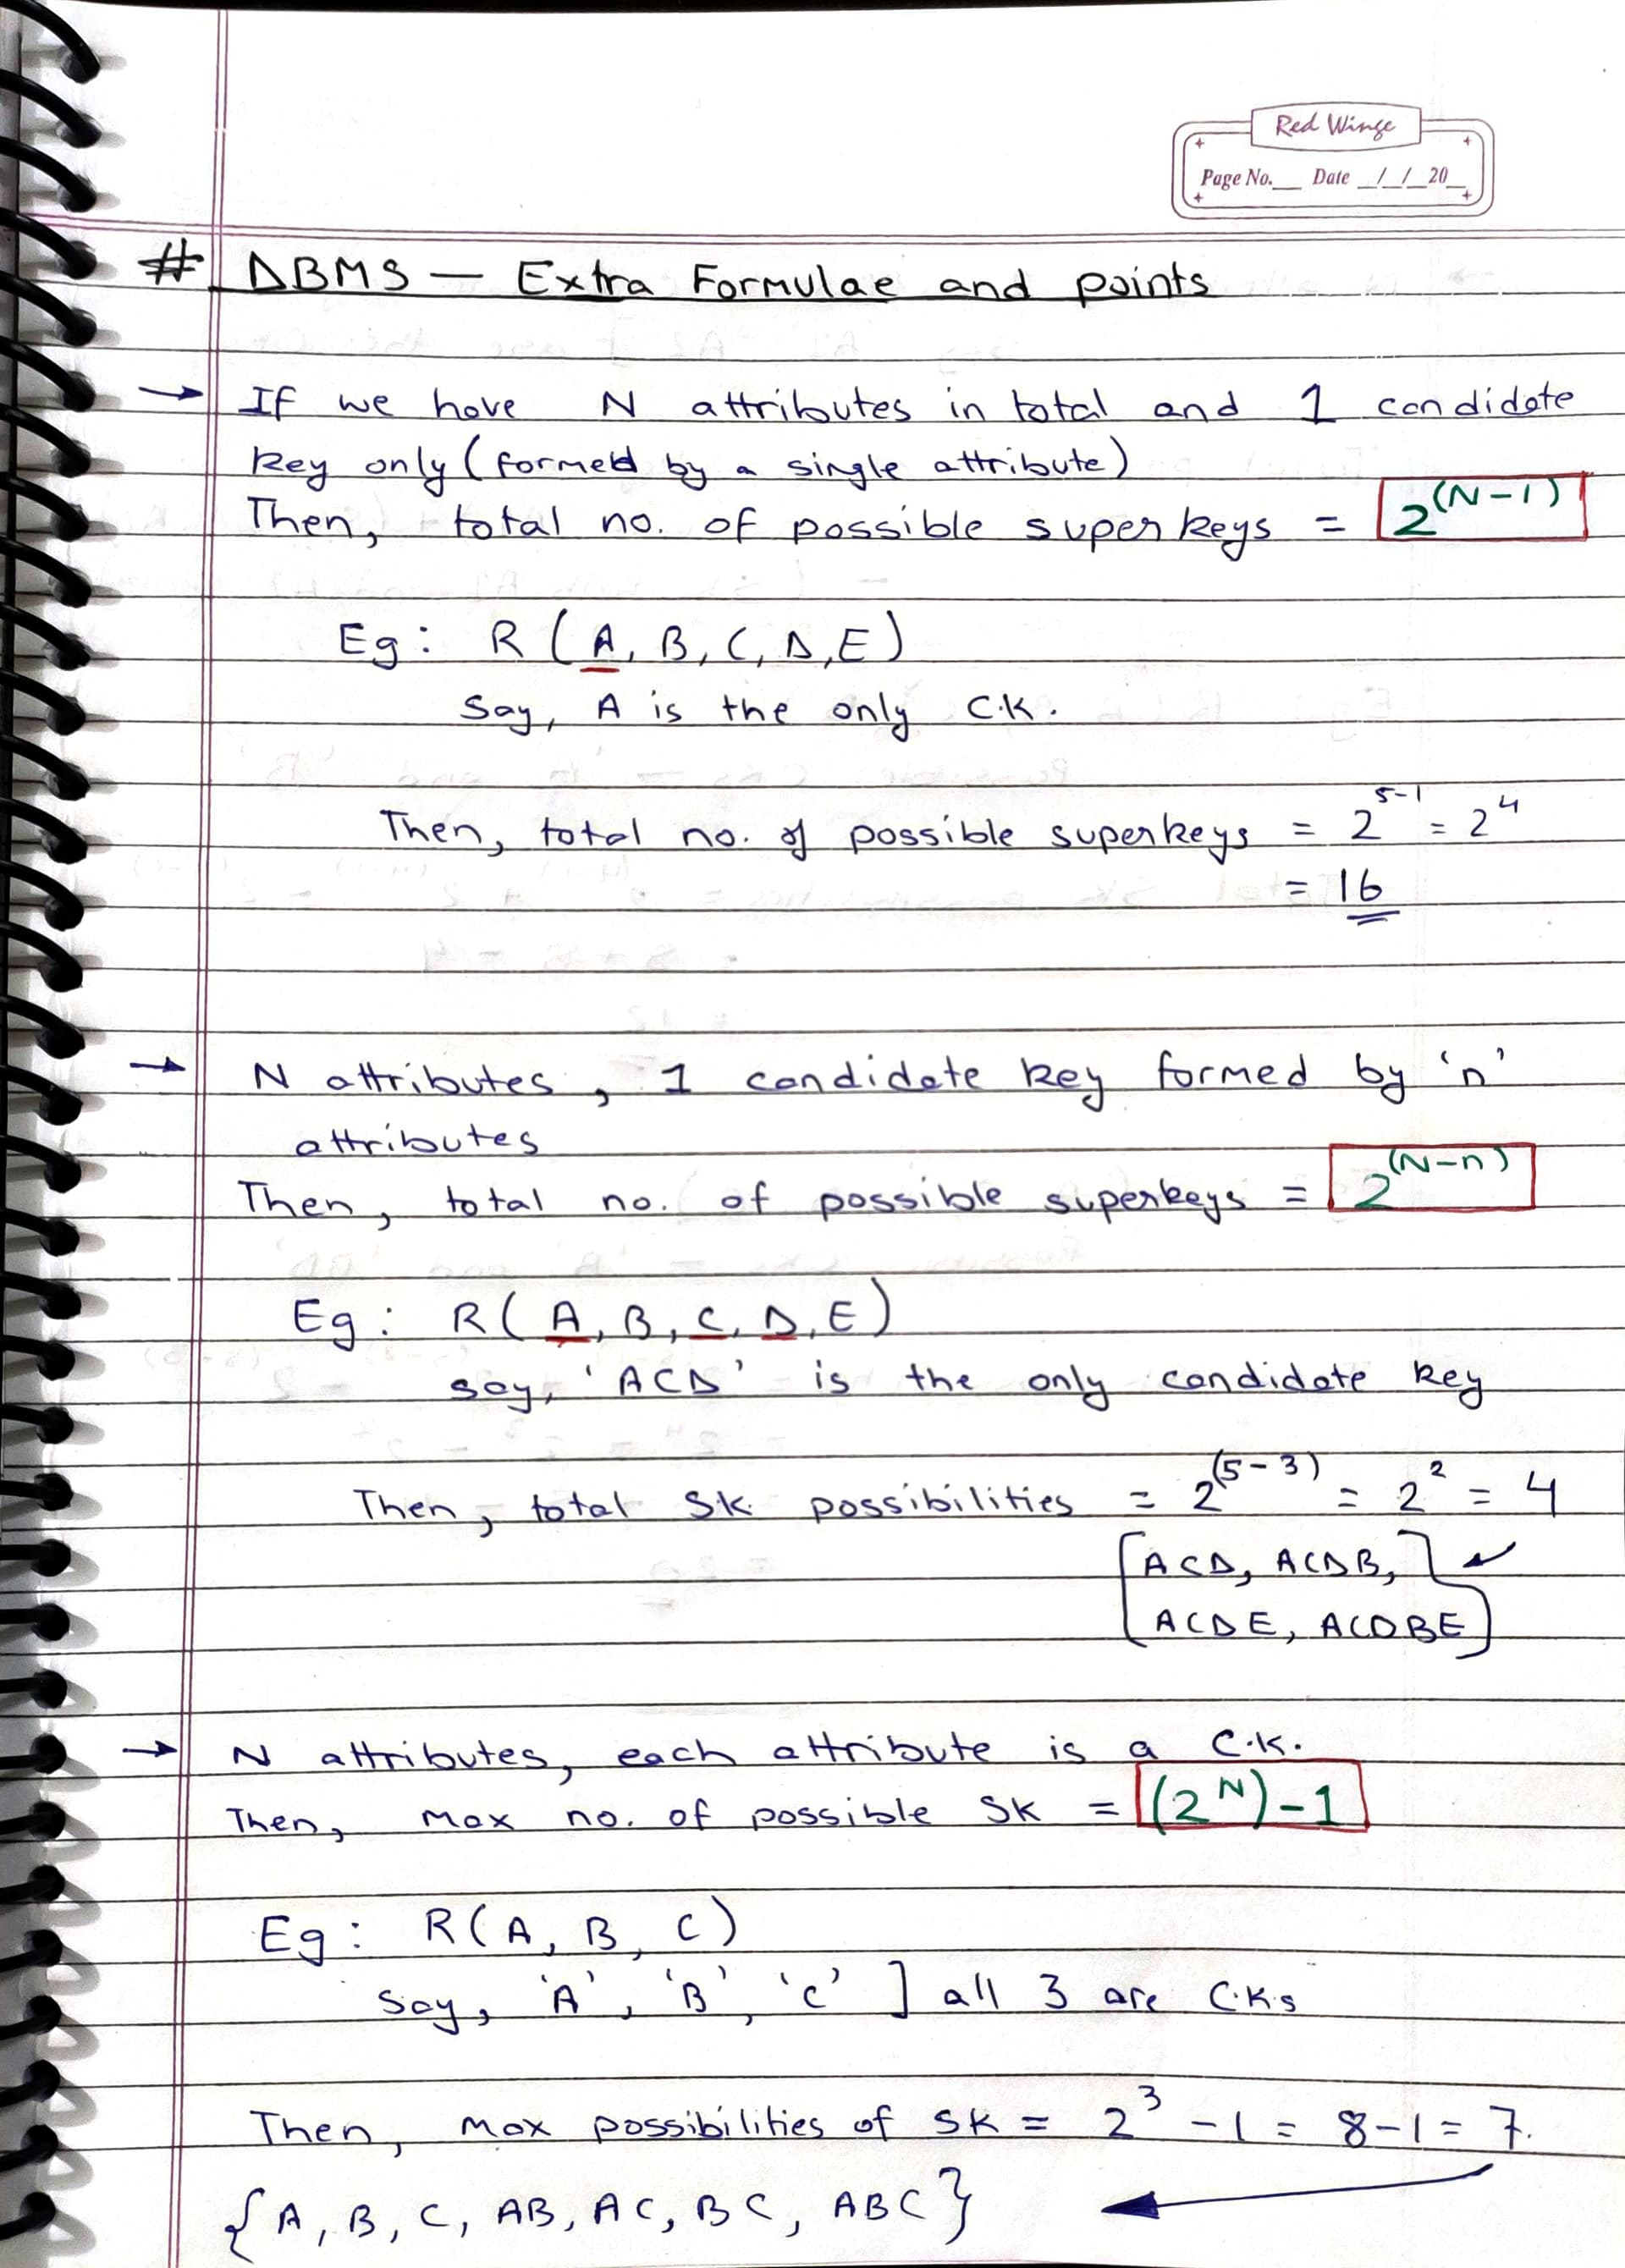 Red Winge
Page No.__ Date _/_/_20_
# DBMS — Extra Formulae and points
→ If we have N attributes in total and 1 candidate
key only (formed by a single attribute)
Then, total no. of possible super keys = 2^(N-1)
Eg: R (A, B, C, D, E)
Say, A is the only C.K.
Then, total no. of possible superkeys = 2^5-1 = 2^4
= 16
→ N attributes, 1 candidate key formed by 'n'
attributes
Then, total no. of possible superkeys = 2^(N-n)
Eg: R(A, B, C, D, E)
say, 'ACD' is the only candidate key
Then, total SK possibilities = 2^(5-3) = 2^2 = 4
[ACD, ACDB,
ACDE, ACDBE]
→ N attributes, each attribute is a C.K.
Then, max no. of possible SK = (2^N)-1
Eg: R(A, B, C)
Say, 'A', 'B', 'C' ] all 3 are C.Ks
Then, max possibilities of SK = 2^3 - 1 = 8-1 = 7.
{A, B, C, AB, AC, BC, ABC}